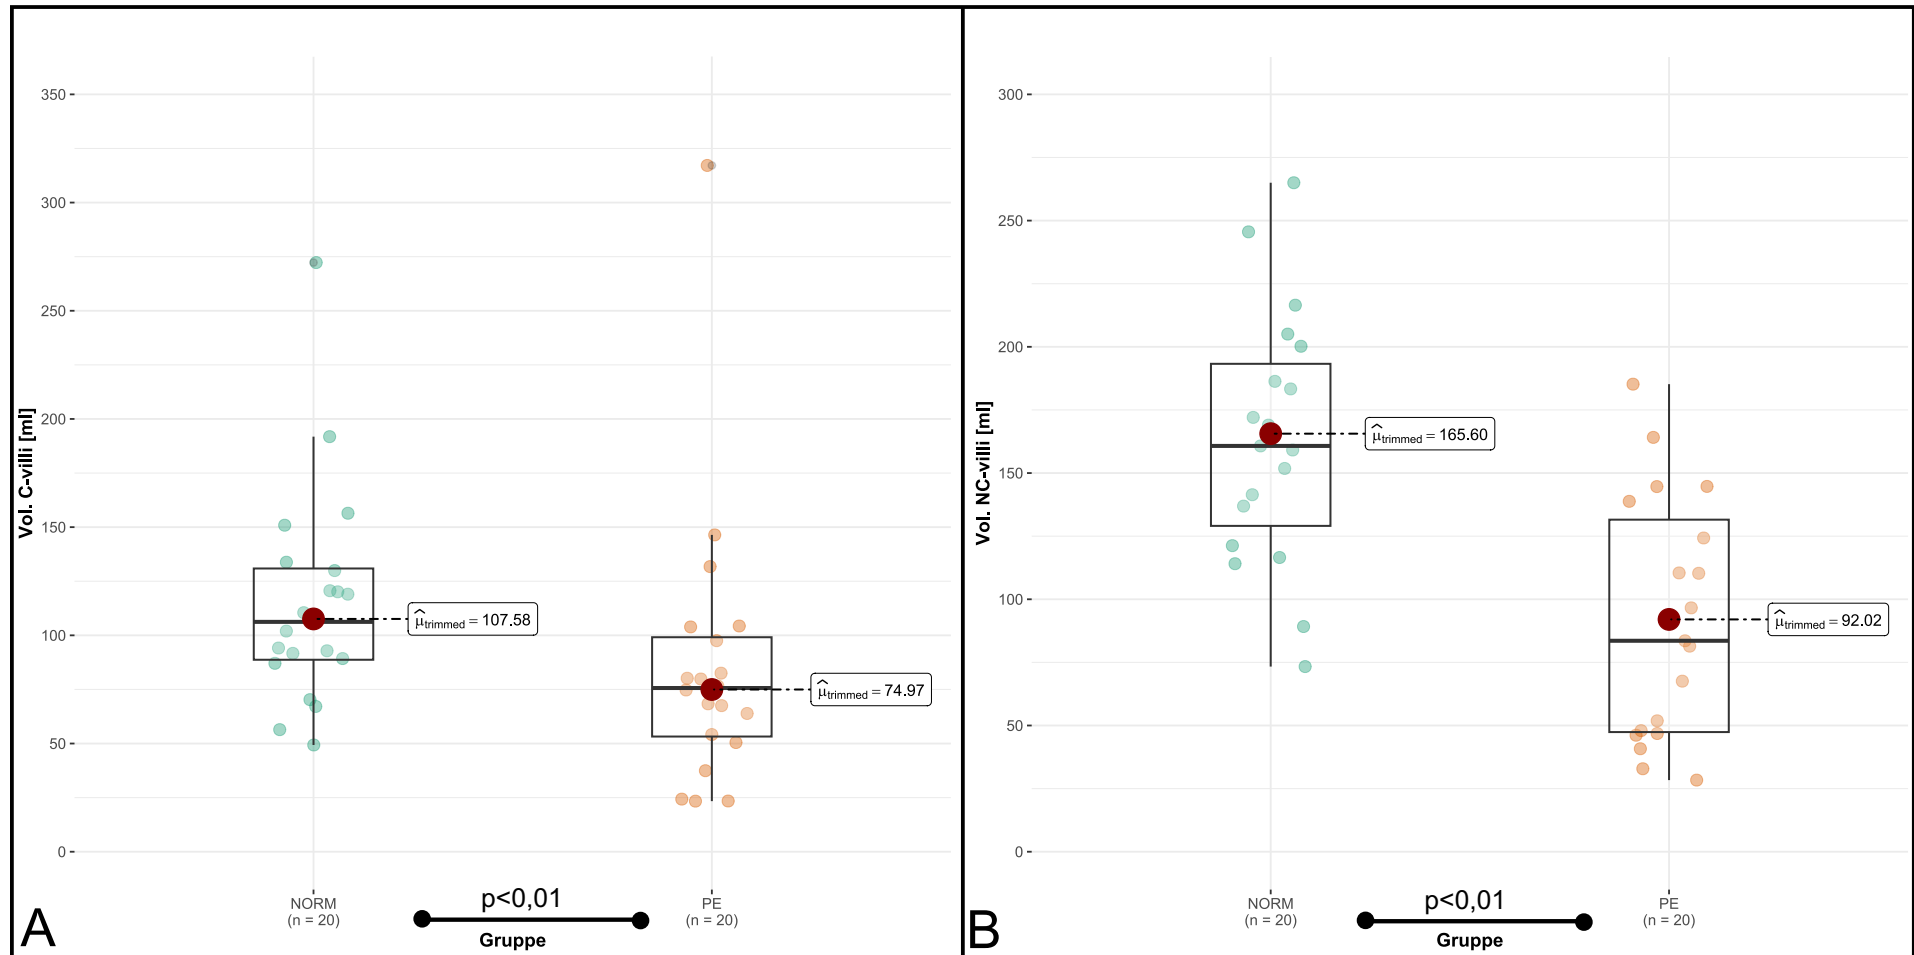 350
300
250
200
150
100
50
0
Vol. C-villi [ml]
μ̂trimmed = 107.58
μ̂trimmed = 74.97
NORM
(n = 20)
PE
(n = 20)
p<0,01
Gruppe
A
300
250
200
150
100
50
0
Vol. NC-villi [ml]
μ̂trimmed = 165.60
μ̂trimmed = 92.02
NORM
(n = 20)
PE
(n = 20)
p<0,01
Gruppe
B